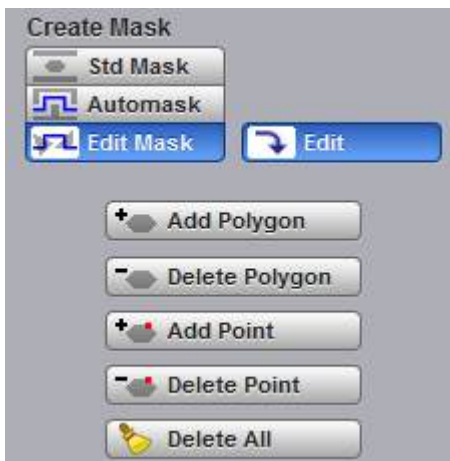 Create Mask
Std Mask
Automask
Edit Mask Edit
Add Polygon
Delete Polygon
Add Point
Delete Point
Delete All